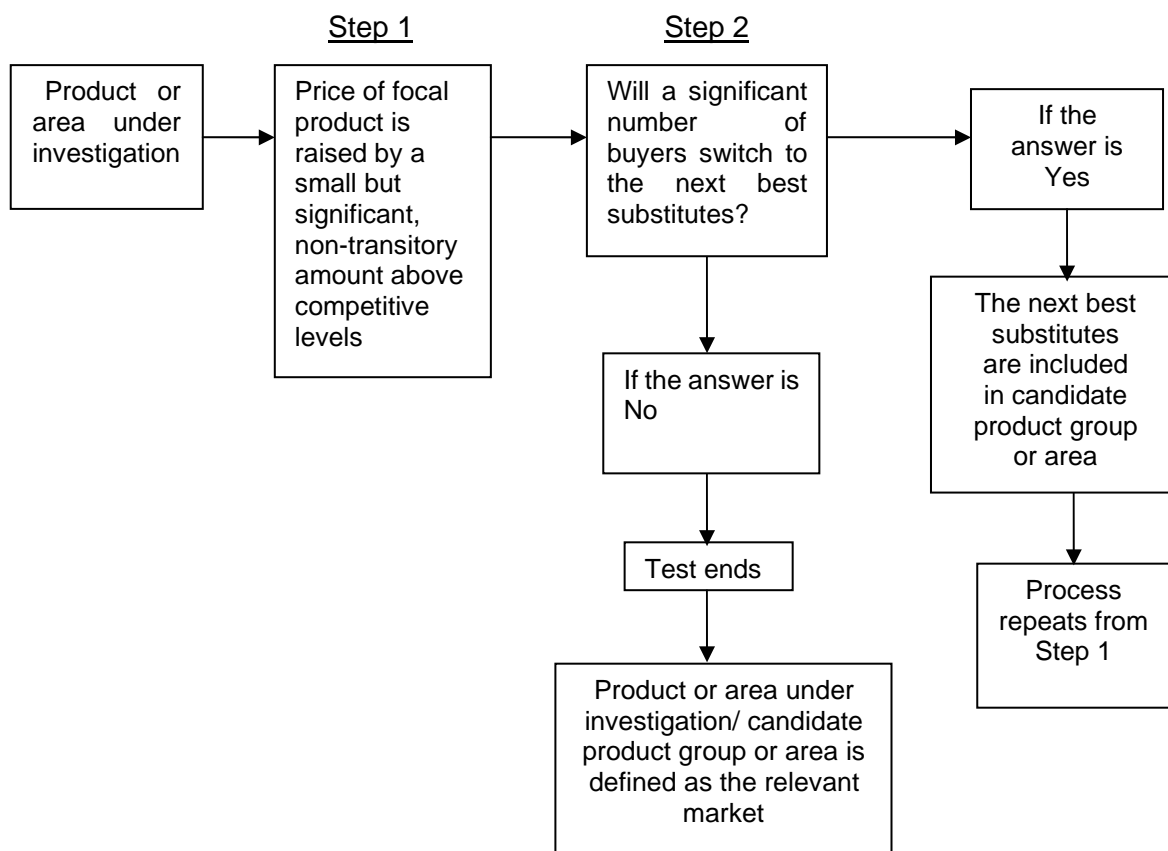 Step 1
Step 2
Product or
area under
investigation
Price of focal
product is
raised by a
small but
significant,
non-transitory
amount above
competitive
levels
Will a significant
number of
buyers switch to
the next best
substitutes?
If the
answer is
Yes
The next best
substitutes
are included
in candidate
product group
or area
If the answer is
No
Test ends
Process
repeats from
Step 1
Product or area under
investigation/ candidate
product group or area is
defined as the relevant
market